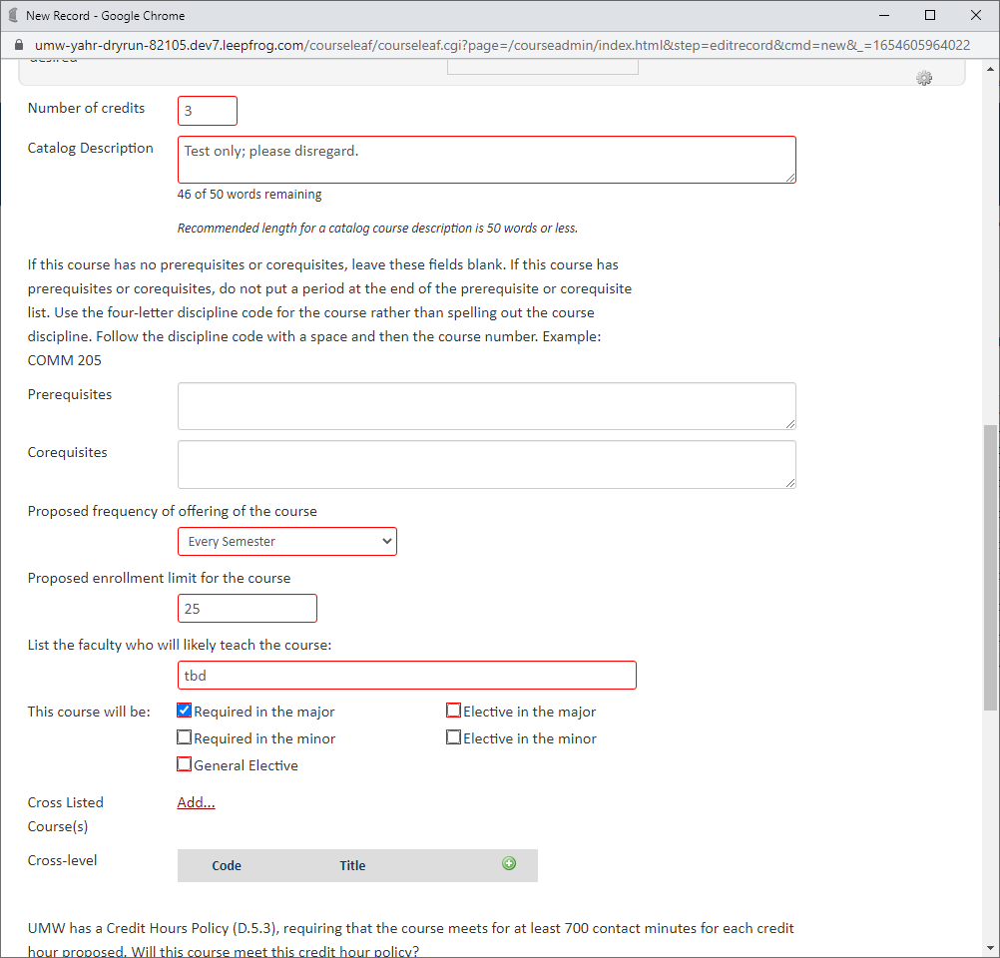 New Record - Google Chrome
umw-yahr-dryrun-82105.dev7.leepfrog.com/courseleaf/courseleaf.cgi?page=/courseadmin/index.html&step=editrecord&cmd=new&_=1654605964022
desired
Number of credits
3
Catalog Description
Test only; please disregard.
46 of 50 words remaining
Recommended length for a catalog course description is 50 words or less.
If this course has no prerequisites or corequisites, leave these fields blank. If this course has
prerequisites or corequisites, do not put a period at the end of the prerequisite or corequisite
list. Use the four-letter discipline code for the course rather than spelling out the course
discipline. Follow the discipline code with a space and then the course number. Example:
COMM 205
Prerequisites
Corequisites
Proposed frequency of offering of the course
Every Semester
Proposed enrollment limit for the course
25
List the faculty who will likely teach the course:
tbd
This course will be: Required in the major Elective in the major
Required in the minor Elective in the minor
General Elective
Cross Listed Add...
Course(s)
Cross-level Code Title
UMW has a Credit Hours Policy (D.5.3), requiring that the course meets for at least 700 contact minutes for each credit
hour proposed. Will this course meet this credit hour policy?